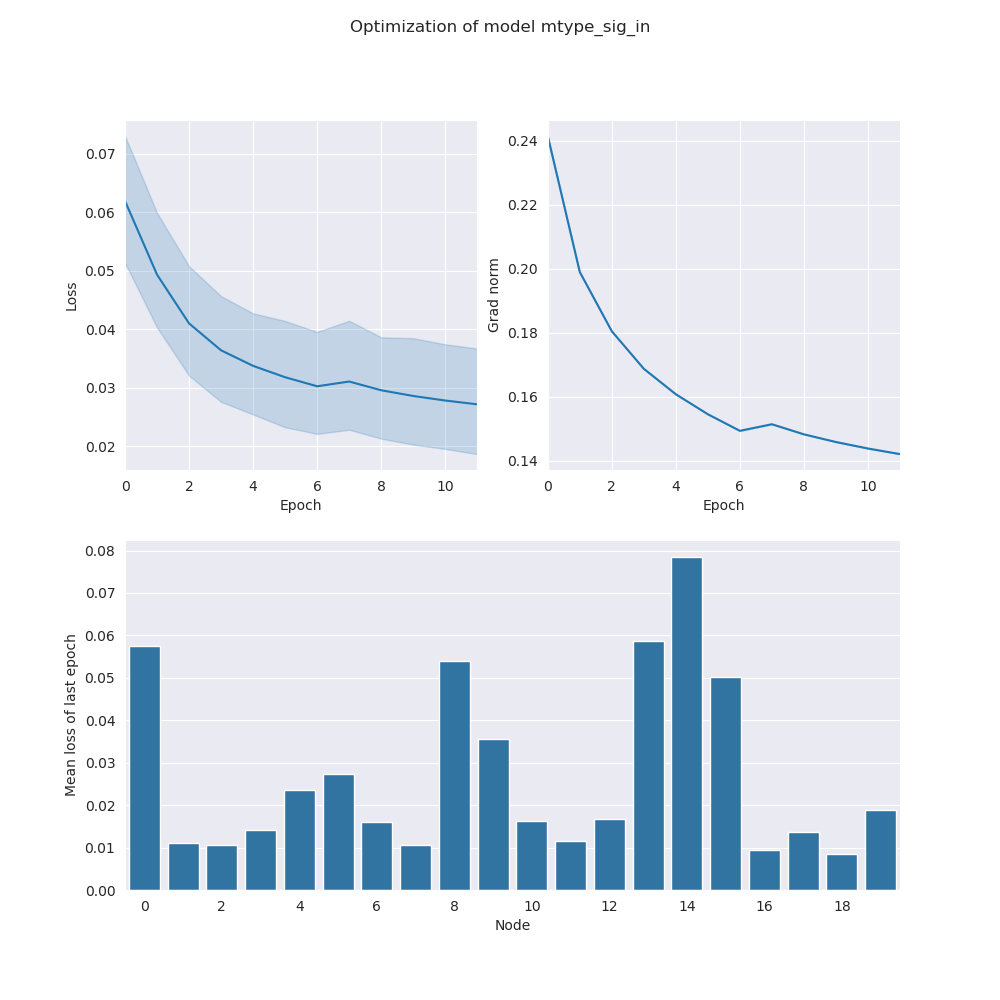 Optimization of model mtype_sig_in
0.07
0.06
0.05
0.04
0.03
0.02
Loss
0 2 4 6 8 10
Epoch
0.24
0.22
0.20
0.18
0.16
0.14
Grad norm
0 2 4 6 8 10
Epoch
0.08
0.07
0.06
0.05
0.04
0.03
0.02
0.01
0.00
Mean loss of last epoch
0 2 4 6 8 10 12 14 16 18
Node